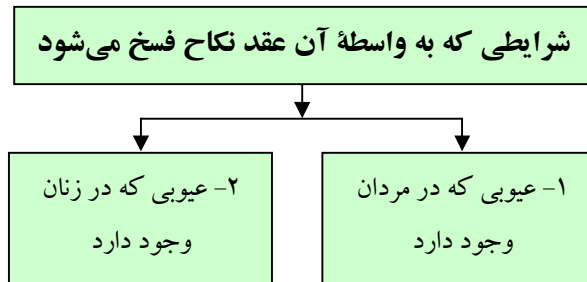 شرایطی که به واسطهٔ آن عقد نکاح فسخ می‌شود
۱- عیوبی که در مردان
وجود دارد
۲- عیوبی که در زنان
وجود دارد